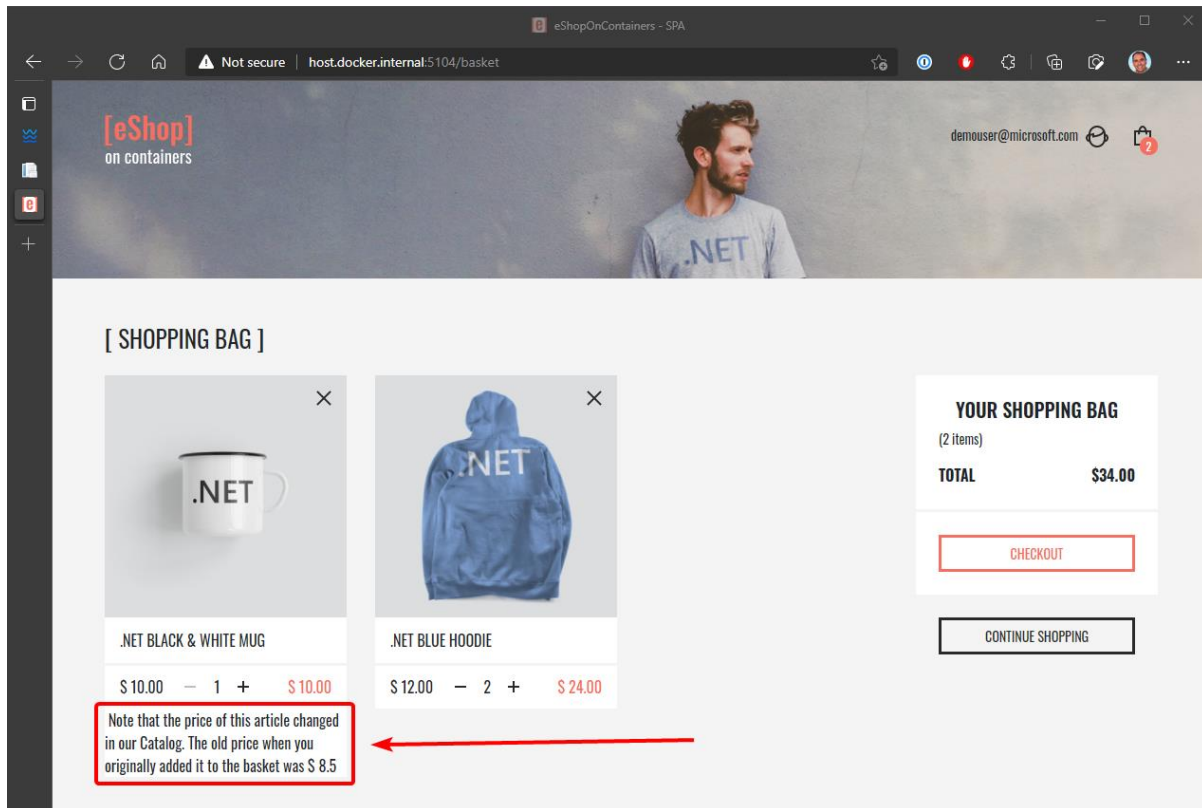 eShopOnContainers - SPA
Not secure | host.docker.internal:5104/basket
[eShop]
on containers
demouser@microsoft.com
2
.NET
[ SHOPPING BAG ]
.NET
.NET
.NET BLACK & WHITE MUG
$ 10.00 − 1 + $ 10.00
Note that the price of this article changed
in our Catalog. The old price when you
originally added it to the basket was $ 8.5
.NET BLUE HOODIE
$ 12.00 − 2 + $ 24.00
YOUR SHOPPING BAG
(2 items)
TOTAL $34.00
CHECKOUT
CONTINUE SHOPPING